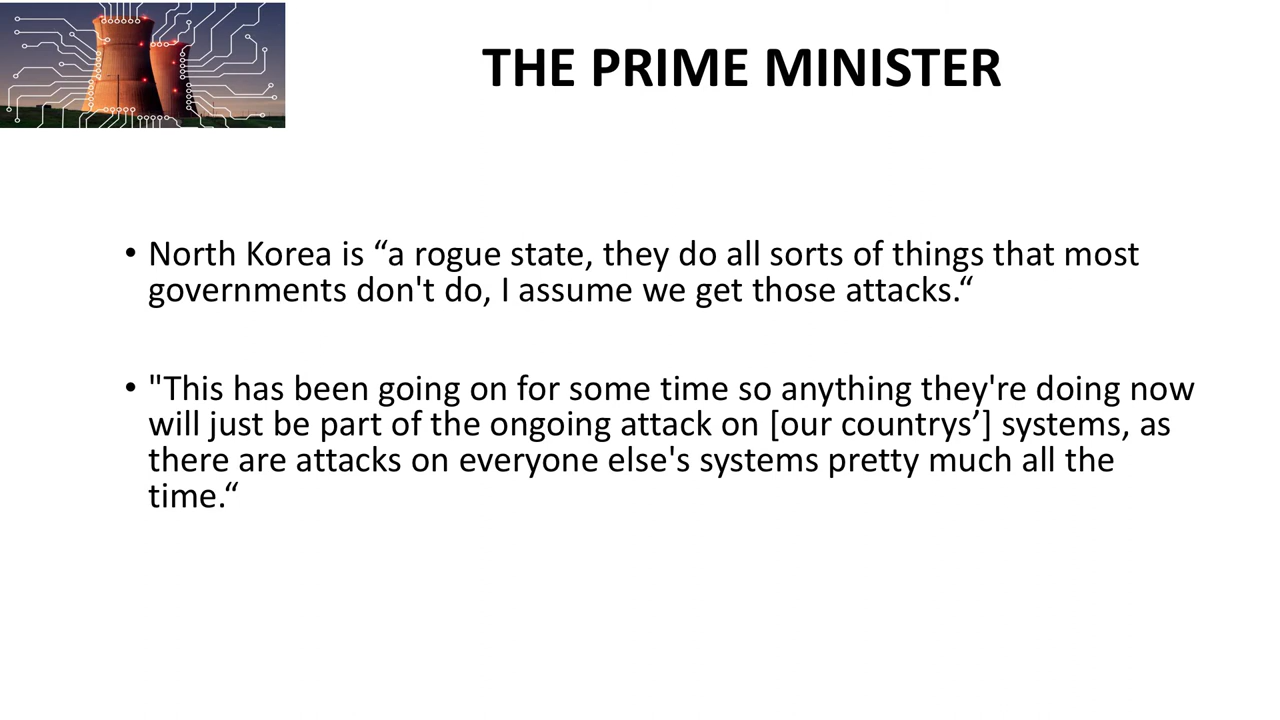 THE PRIME MINISTER
• North Korea is “a rogue state, they do all sorts of things that most
governments don't do, I assume we get those attacks.“
• "This has been going on for some time so anything they're doing now
will just be part of the ongoing attack on [our countrys’] systems, as
there are attacks on everyone else's systems pretty much all the
time.“